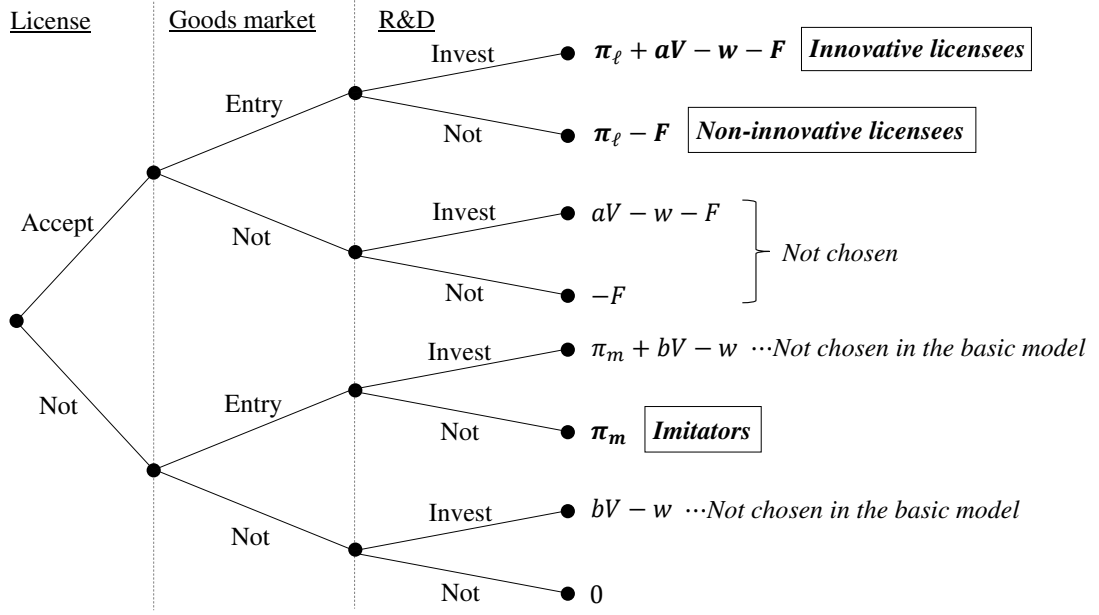 License Goods market R&D
Invest
π_ℓ + aV − w − F Innovative licensees
Entry
Not
π_ℓ − F Non-innovative licensees
Accept
Invest
aV − w − F
Not
Not chosen
Not
−F
Invest
π_m + bV − w ⋯Not chosen in the basic model
Not
Entry
Not
π_m Imitators
Invest
bV − w ⋯Not chosen in the basic model
Not
Not
0